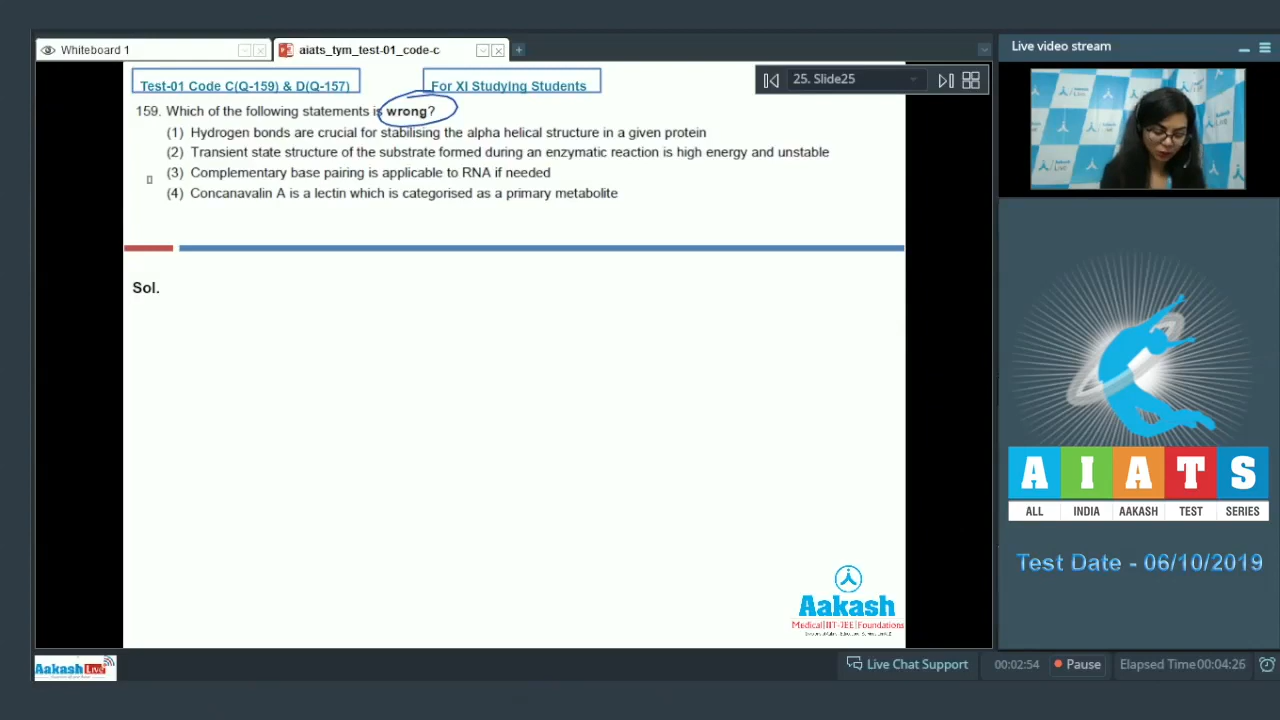 Whiteboard 1
aiats_tym_test-01_code-c
Live video stream
Test-01 Code C(Q-159) & D(Q-157)
For XI Studying Students
25. Slide25
159. Which of the following statements is wrong?
(1) Hydrogen bonds are crucial for stabilising the alpha helical structure in a given protein
(2) Transient state structure of the substrate formed during an enzymatic reaction is high energy and unstable
(3) Complementary base pairing is applicable to RNA if needed
(4) Concanavalin A is a lectin which is categorised as a primary metabolite
Sol.
Aakash
Medical|IIT-JEE|Foundations
Aakash Live
A I A T S
ALL INDIA AAKASH TEST SERIES
Test Date - 06/10/2019
Aakash Live
Live Chat Support
00:02:54
Pause
Elapsed Time 00:04:26